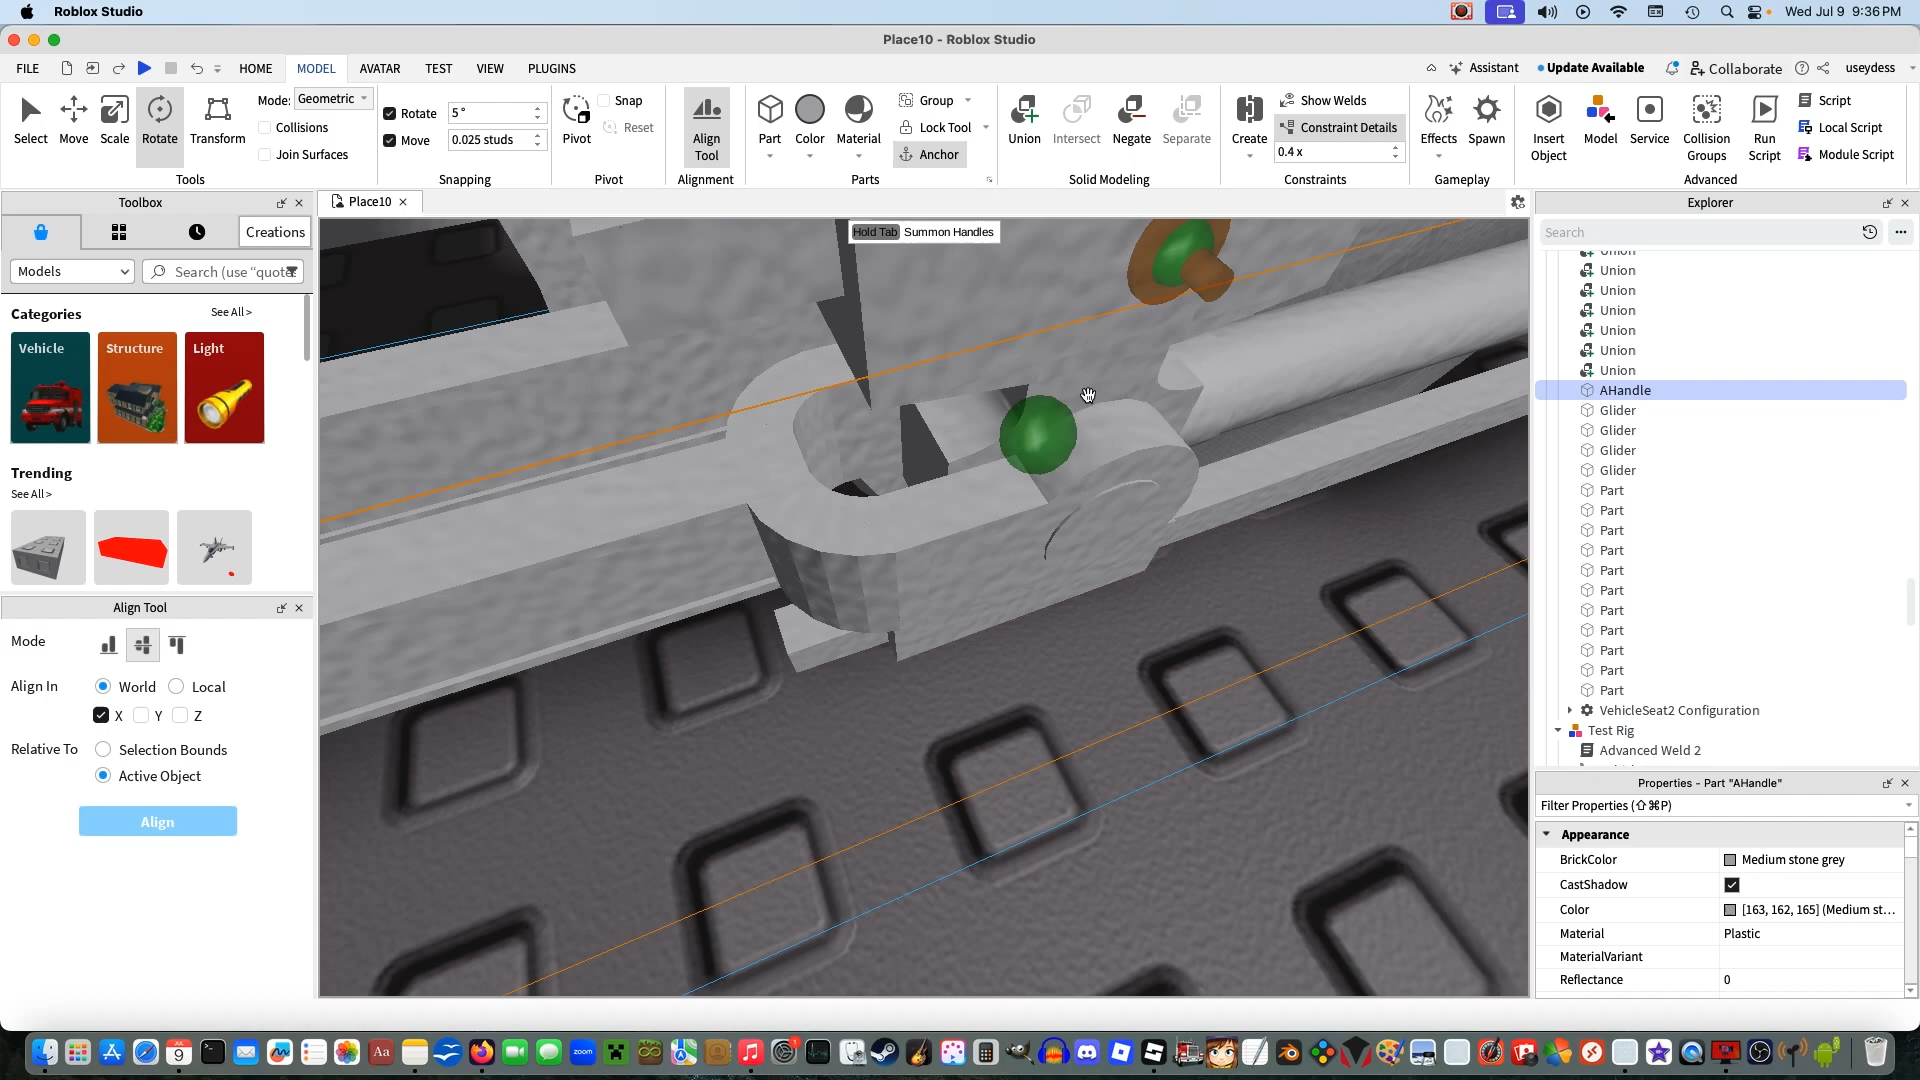 Roblox Studio
Wed Jul 9 9:36 PM
Place10 - Roblox Studio
FILE HOME MODEL AVATAR TEST VIEW PLUGINS
Assistant Update Available Collaborate useydess
Select Move Scale Rotate Transform
Mode: Geometric
Collisions
Join Surfaces
Tools
Rotate 5°
Move 0.025 studs
Snapping
Pivot Snap
Reset
Pivot
Align
Tool
Alignment
Part Color Material
Group
Lock Tool
Anchor
Parts
Union Intersect Negate Separate
Solid Modeling
Create
Show Welds
Constraint Details
0.4 x
Constraints
Effects Spawn
Gameplay
Insert
Object
Model
Service
Collision
Groups
Run
Script
Script
Local Script
Module Script
Advanced
Toolbox
Creations
Models
Search (use "quote
Categories
See All >
Vehicle Structure Light
Trending
See All >
Align Tool
Mode
Align In World Local
X Y Z
Relative To Selection Bounds
Active Object
Align
Place10
Hold Tab Summon Handles
Explorer
Search
Union
Union
Union
Union
Union
Union
Union
AHandle
Glider
Glider
Glider
Glider
Part
Part
Part
Part
Part
Part
Part
Part
Part
Part
Part
VehicleSeat2 Configuration
Test Rig
Advanced Weld 2
Properties - Part "AHandle"
Filter Properties (⇧⌘P)
Appearance
BrickColor Medium stone grey
CastShadow
Color [163, 162, 165] (Medium st...
Material Plastic
MaterialVariant
Reflectance 0
JUL
9
Aa
zoom
1